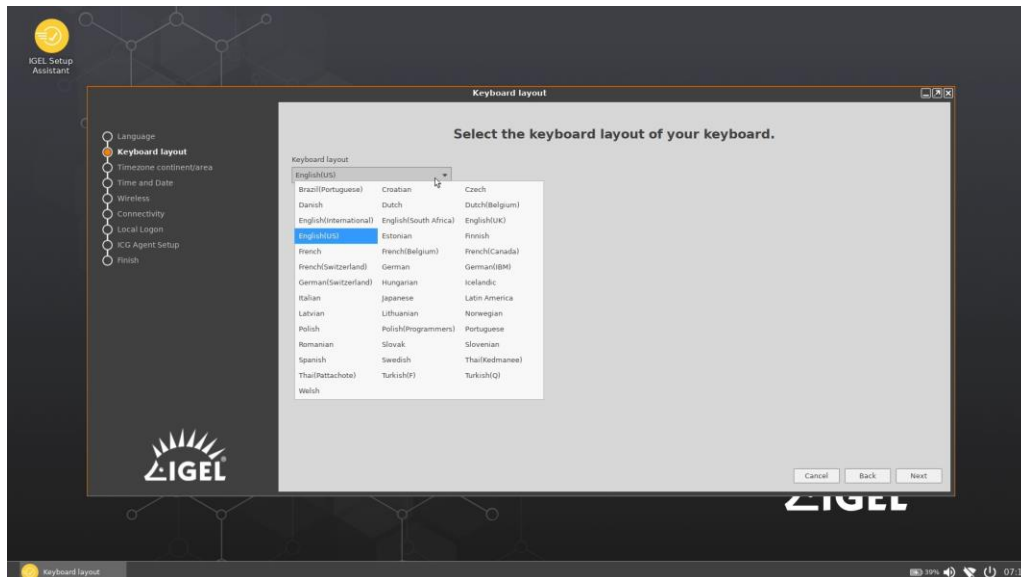 IGEL Setup
Assistant
Keyboard layout
Language
Keyboard layout
Timezone continent/area
Time and Date
Wireless
Connectivity
Local Logon
ICG Agent Setup
Finish
IGEL
Select the keyboard layout of your keyboard.
Keyboard layout
English(US)
Brazil(Portuguese) Croatian Czech
Danish Dutch Dutch(Belgium)
English(International) English(South Africa) English(UK)
English(US) Estonian Finnish
French French(Belgium) French(Canada)
French(Switzerland) German German(IBM)
German(Switzerland) Hungarian Icelandic
Italian Japanese Latin America
Latvian Lithuanian Norwegian
Polish Polish(Programmers) Portuguese
Romanian Slovak Slovenian
Spanish Swedish Thai(Kedmanee)
Thai(Pattachote) Turkish(F) Turkish(Q)
Welsh
Cancel Back Next
IGEL
Keyboard layout
39%